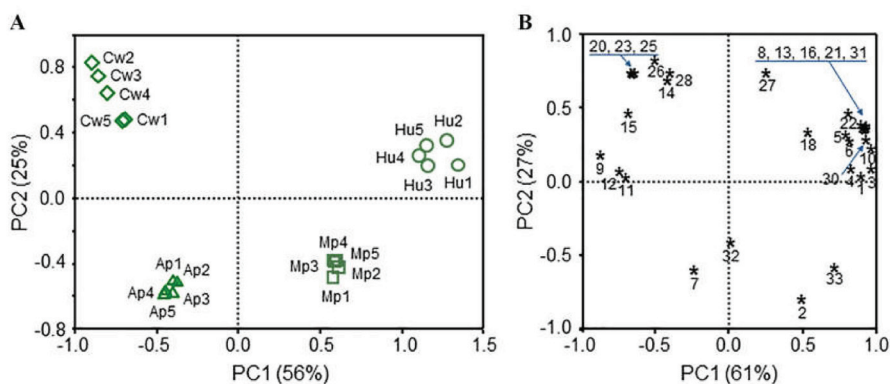 A
0.8
0.4
0.0
-0.4
-0.8
PC2 (25%)
Cw2
Cw3
Cw4
Cw5
Cw1
Hu5
Hu2
Hu4
Hu3
Hu1
Mp4
Mp5
Mp3
Mp2
Mp1
Ap1
Ap2
Ap4
Ap3
Ap5
-1.0
-0.5
0.0
0.5
1.0
1.5
PC1 (56%)
B
1.0
0.5
0.0
-0.5
-1.0
PC2 (27%)
20, 23, 25
8, 13, 16, 21, 31
26
28
14
27
15
22
18
5
6
10
9
30
12
11
4
1
3
32
7
33
2
-1.0
-0.5
0.0
0.5
1.0
PC1 (61%)